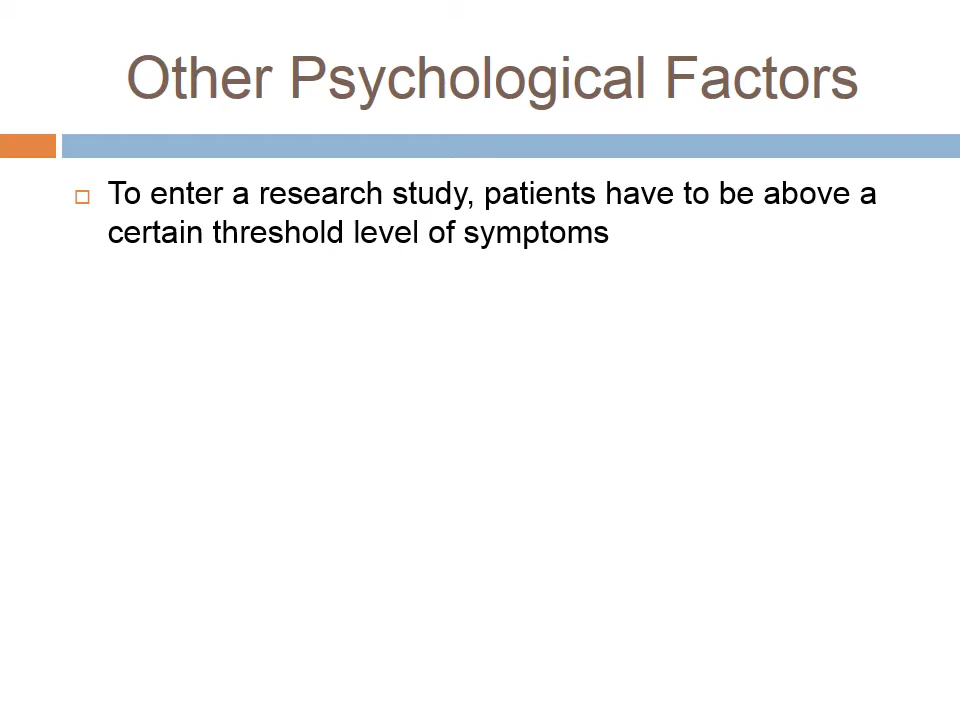 Other Psychological Factors
To enter a research study, patients have to be above a
certain threshold level of symptoms